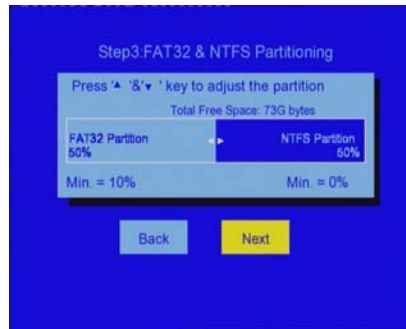 Step3:FAT32 & NTFS Partitioning
Press '▲ '&'▼ ' key to adjust the partition
Total Free Space: 73G bytes
FAT32 Partition NTFS Partition
50% 50%
Min. = 10% Min. = 0%
Back Next